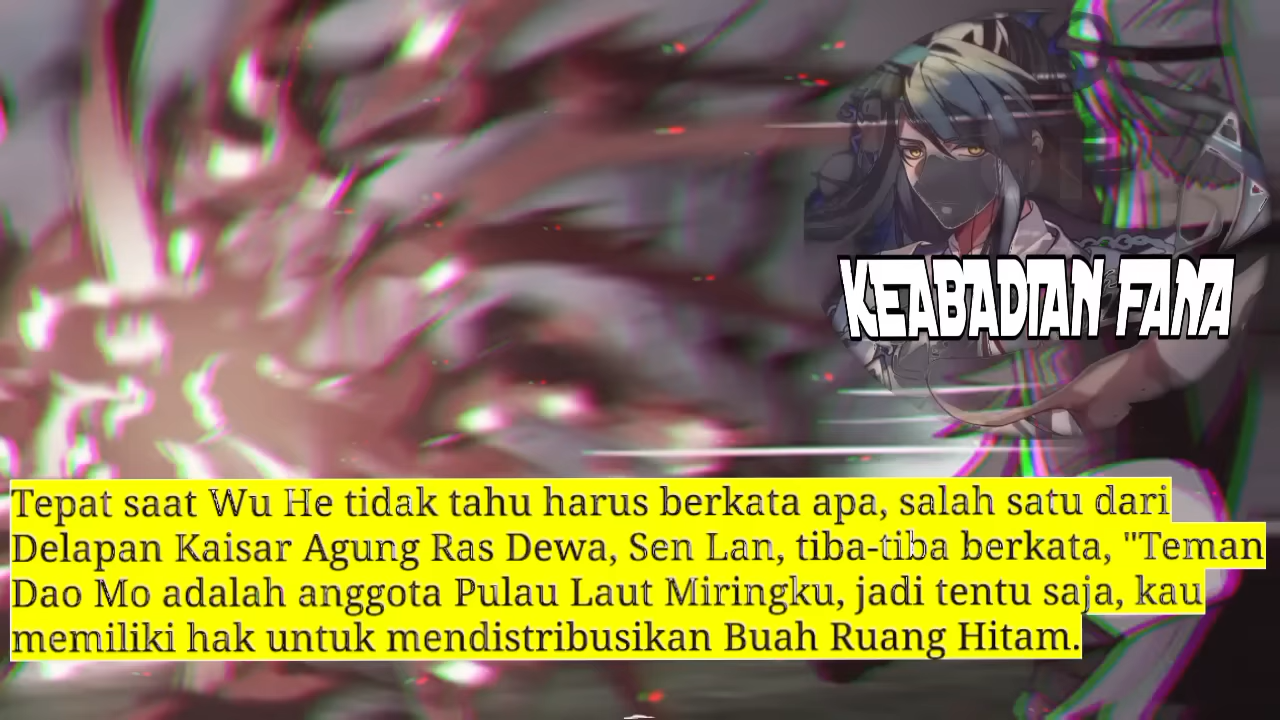 KEABADIAN FANA
Tepat saat Wu He tidak tahu harus berkata apa, salah satu dari
Delapan Kaisar Agung Ras Dewa, Sen Lan, tiba-tiba berkata, "Teman
Dao Mo adalah anggota Pulau Laut Miringku, jadi tentu saja, kau
memiliki hak untuk mendistribusikan Buah Ruang Hitam.